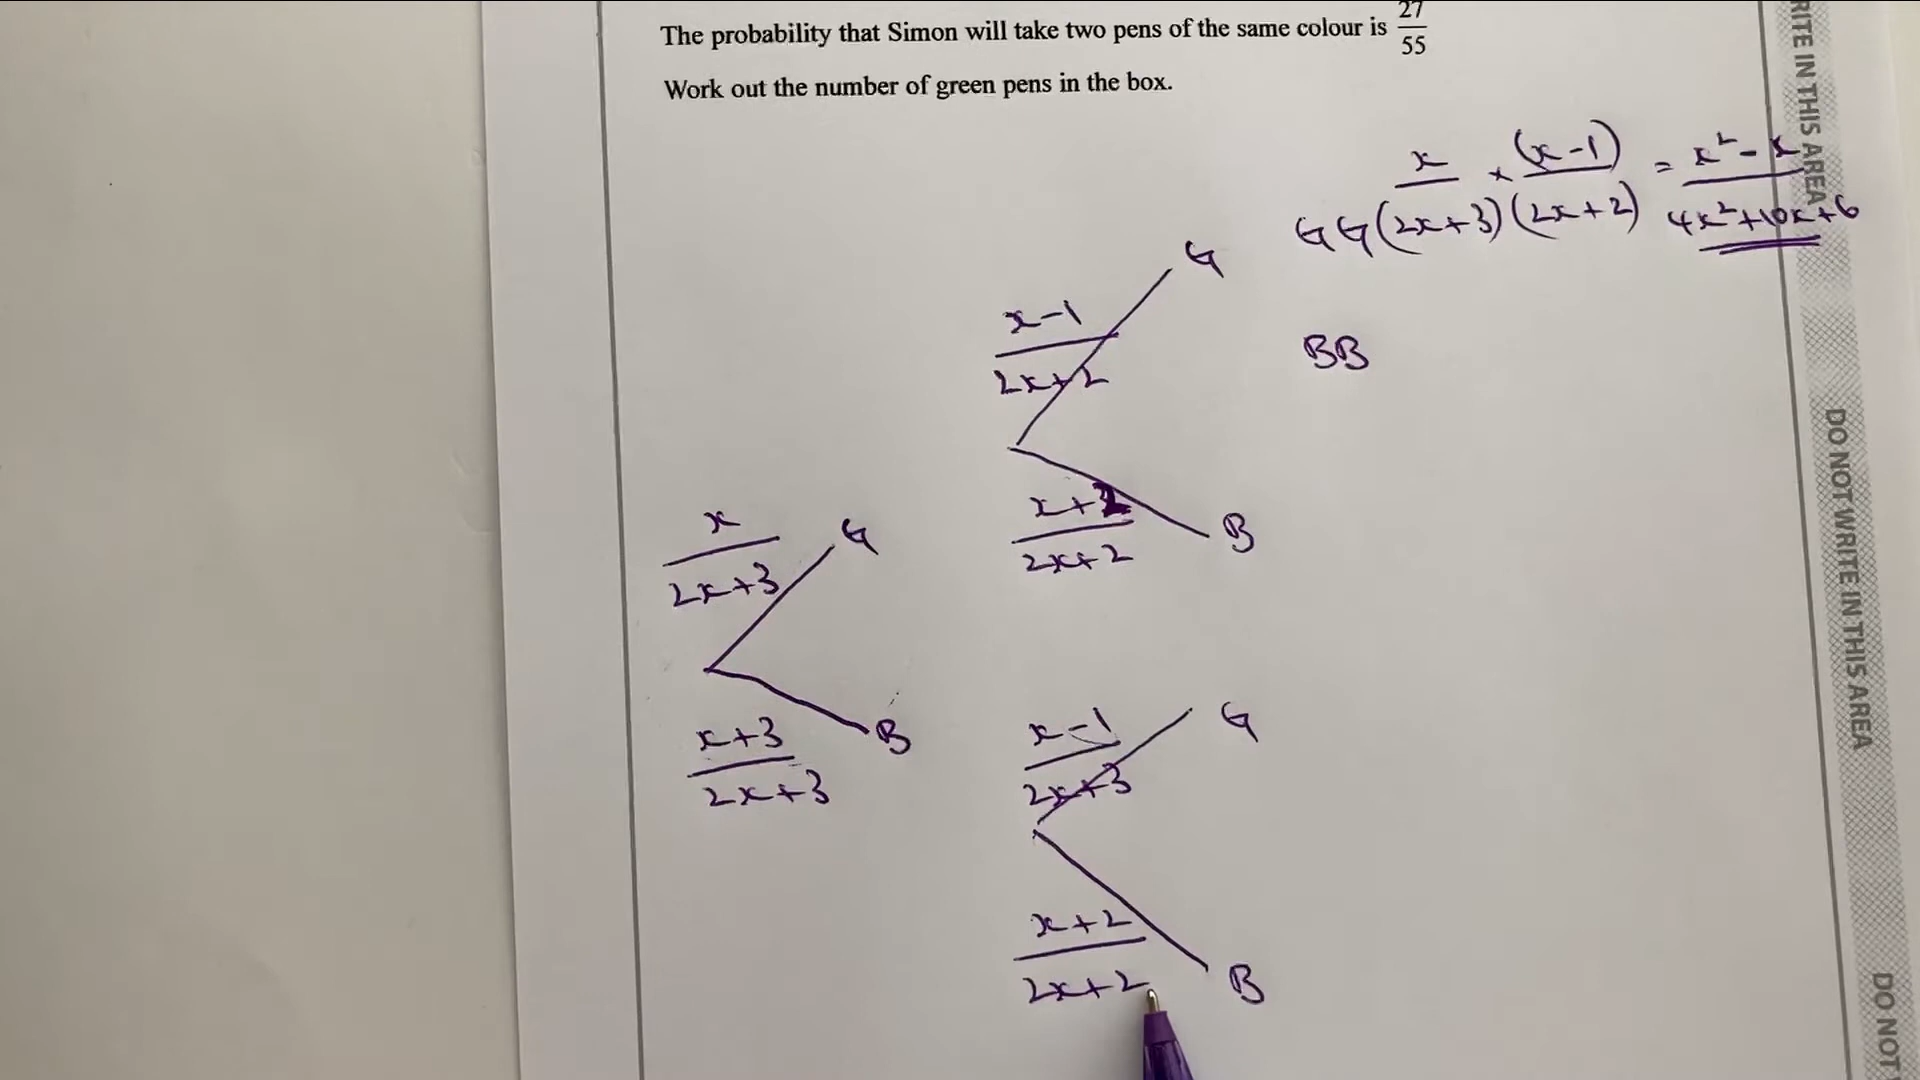 The probability that Simon will take two pens of the same colour is 27/55
Work out the number of green pens in the box.
x/(2x+3) × (x-1)/(2x+2) = x² - x/4x²+10x+6
GG
G
x-1/2x+2
BB
x+2/2x+2
B
x/2x+3
G
x+3/2x+3
B
x-1/2x+3
G
x+2/2x+2
B
RITE IN THIS AREA
DO NOT WRITE IN THIS AREA
DO NOT